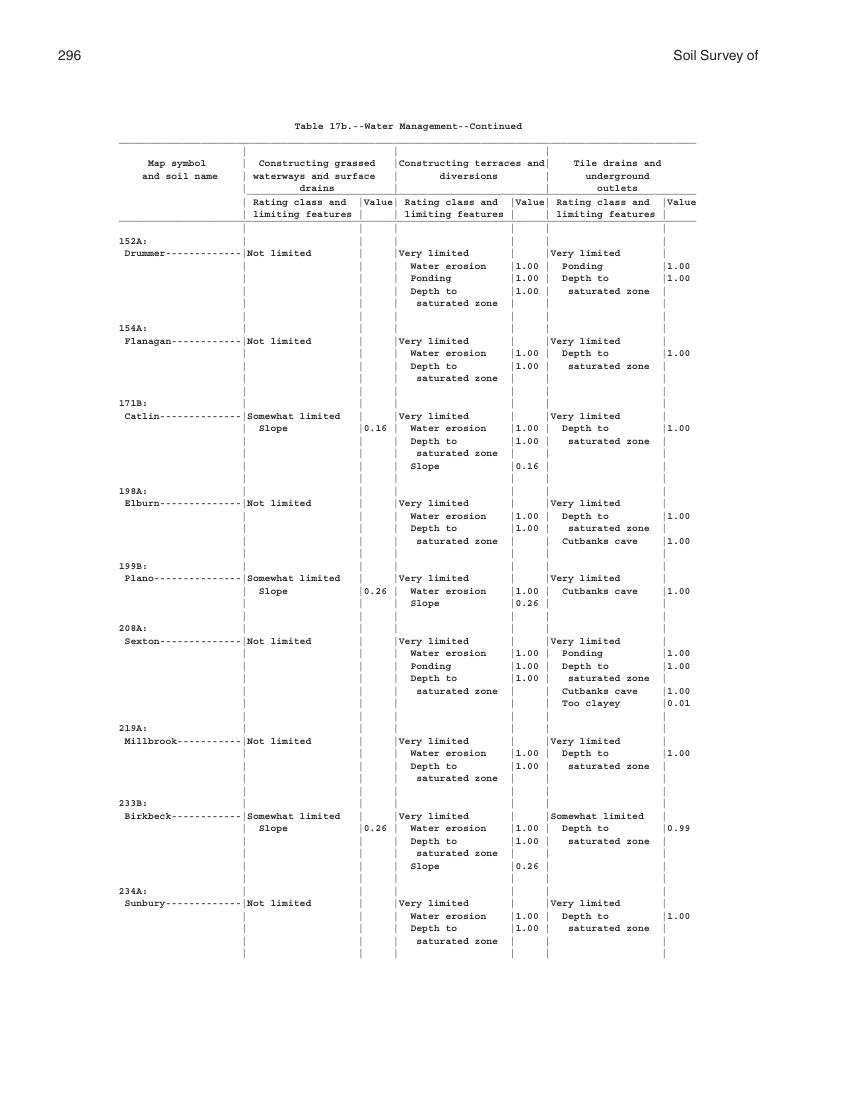 296
Soil Survey of
Table 17b.--Water Management--Continued
Map symbol | Constructing grassed |Constructing terraces and| Tile drains and
and soil name | waterways and surface | diversions | underground
| drains | | outlets
| Rating class and |Value| Rating class and |Value| Rating class and |Value
| limiting features | | limiting features | | limiting features |
152A:
Drummer-------------|Not limited | |Very limited | |Very limited |
| | | Water erosion |1.00 | Ponding |1.00
| | | Ponding |1.00 | Depth to |1.00
| | | Depth to |1.00 | saturated zone |
| | | saturated zone | | |
154A:
Flanagan------------|Not limited | |Very limited | |Very limited |
| | | Water erosion |1.00 | Depth to |1.00
| | | Depth to |1.00 | saturated zone |
| | | saturated zone | | |
171B:
Catlin--------------|Somewhat limited | |Very limited | |Very limited |
| Slope |0.16 | Water erosion |1.00 | Depth to |1.00
| | | Depth to |1.00 | saturated zone |
| | | saturated zone | | |
| | | Slope |0.16 | |
198A:
Elburn--------------|Not limited | |Very limited | |Very limited |
| | | Water erosion |1.00 | Depth to |1.00
| | | Depth to |1.00 | saturated zone |
| | | saturated zone | | Cutbanks cave |1.00
199B:
Plano---------------|Somewhat limited | |Very limited | |Very limited |
| Slope |0.26 | Water erosion |1.00 | Cutbanks cave |1.00
| | | Slope |0.26 | |
208A:
Sexton--------------|Not limited | |Very limited | |Very limited |
| | | Water erosion |1.00 | Ponding |1.00
| | | Ponding |1.00 | Depth to |1.00
| | | Depth to |1.00 | saturated zone |
| | | saturated zone | | Cutbanks cave |1.00
| | | | | Too clayey |0.01
219A:
Millbrook-----------|Not limited | |Very limited | |Very limited |
| | | Water erosion |1.00 | Depth to |1.00
| | | Depth to |1.00 | saturated zone |
| | | saturated zone | | |
233B:
Birkbeck------------|Somewhat limited | |Very limited | |Somewhat limited |
| Slope |0.26 | Water erosion |1.00 | Depth to |0.99
| | | Depth to |1.00 | saturated zone |
| | | saturated zone | | |
| | | Slope |0.26 | |
234A:
Sunbury-------------|Not limited | |Very limited | |Very limited |
| | | Water erosion |1.00 | Depth to |1.00
| | | Depth to |1.00 | saturated zone |
| | | saturated zone | | |